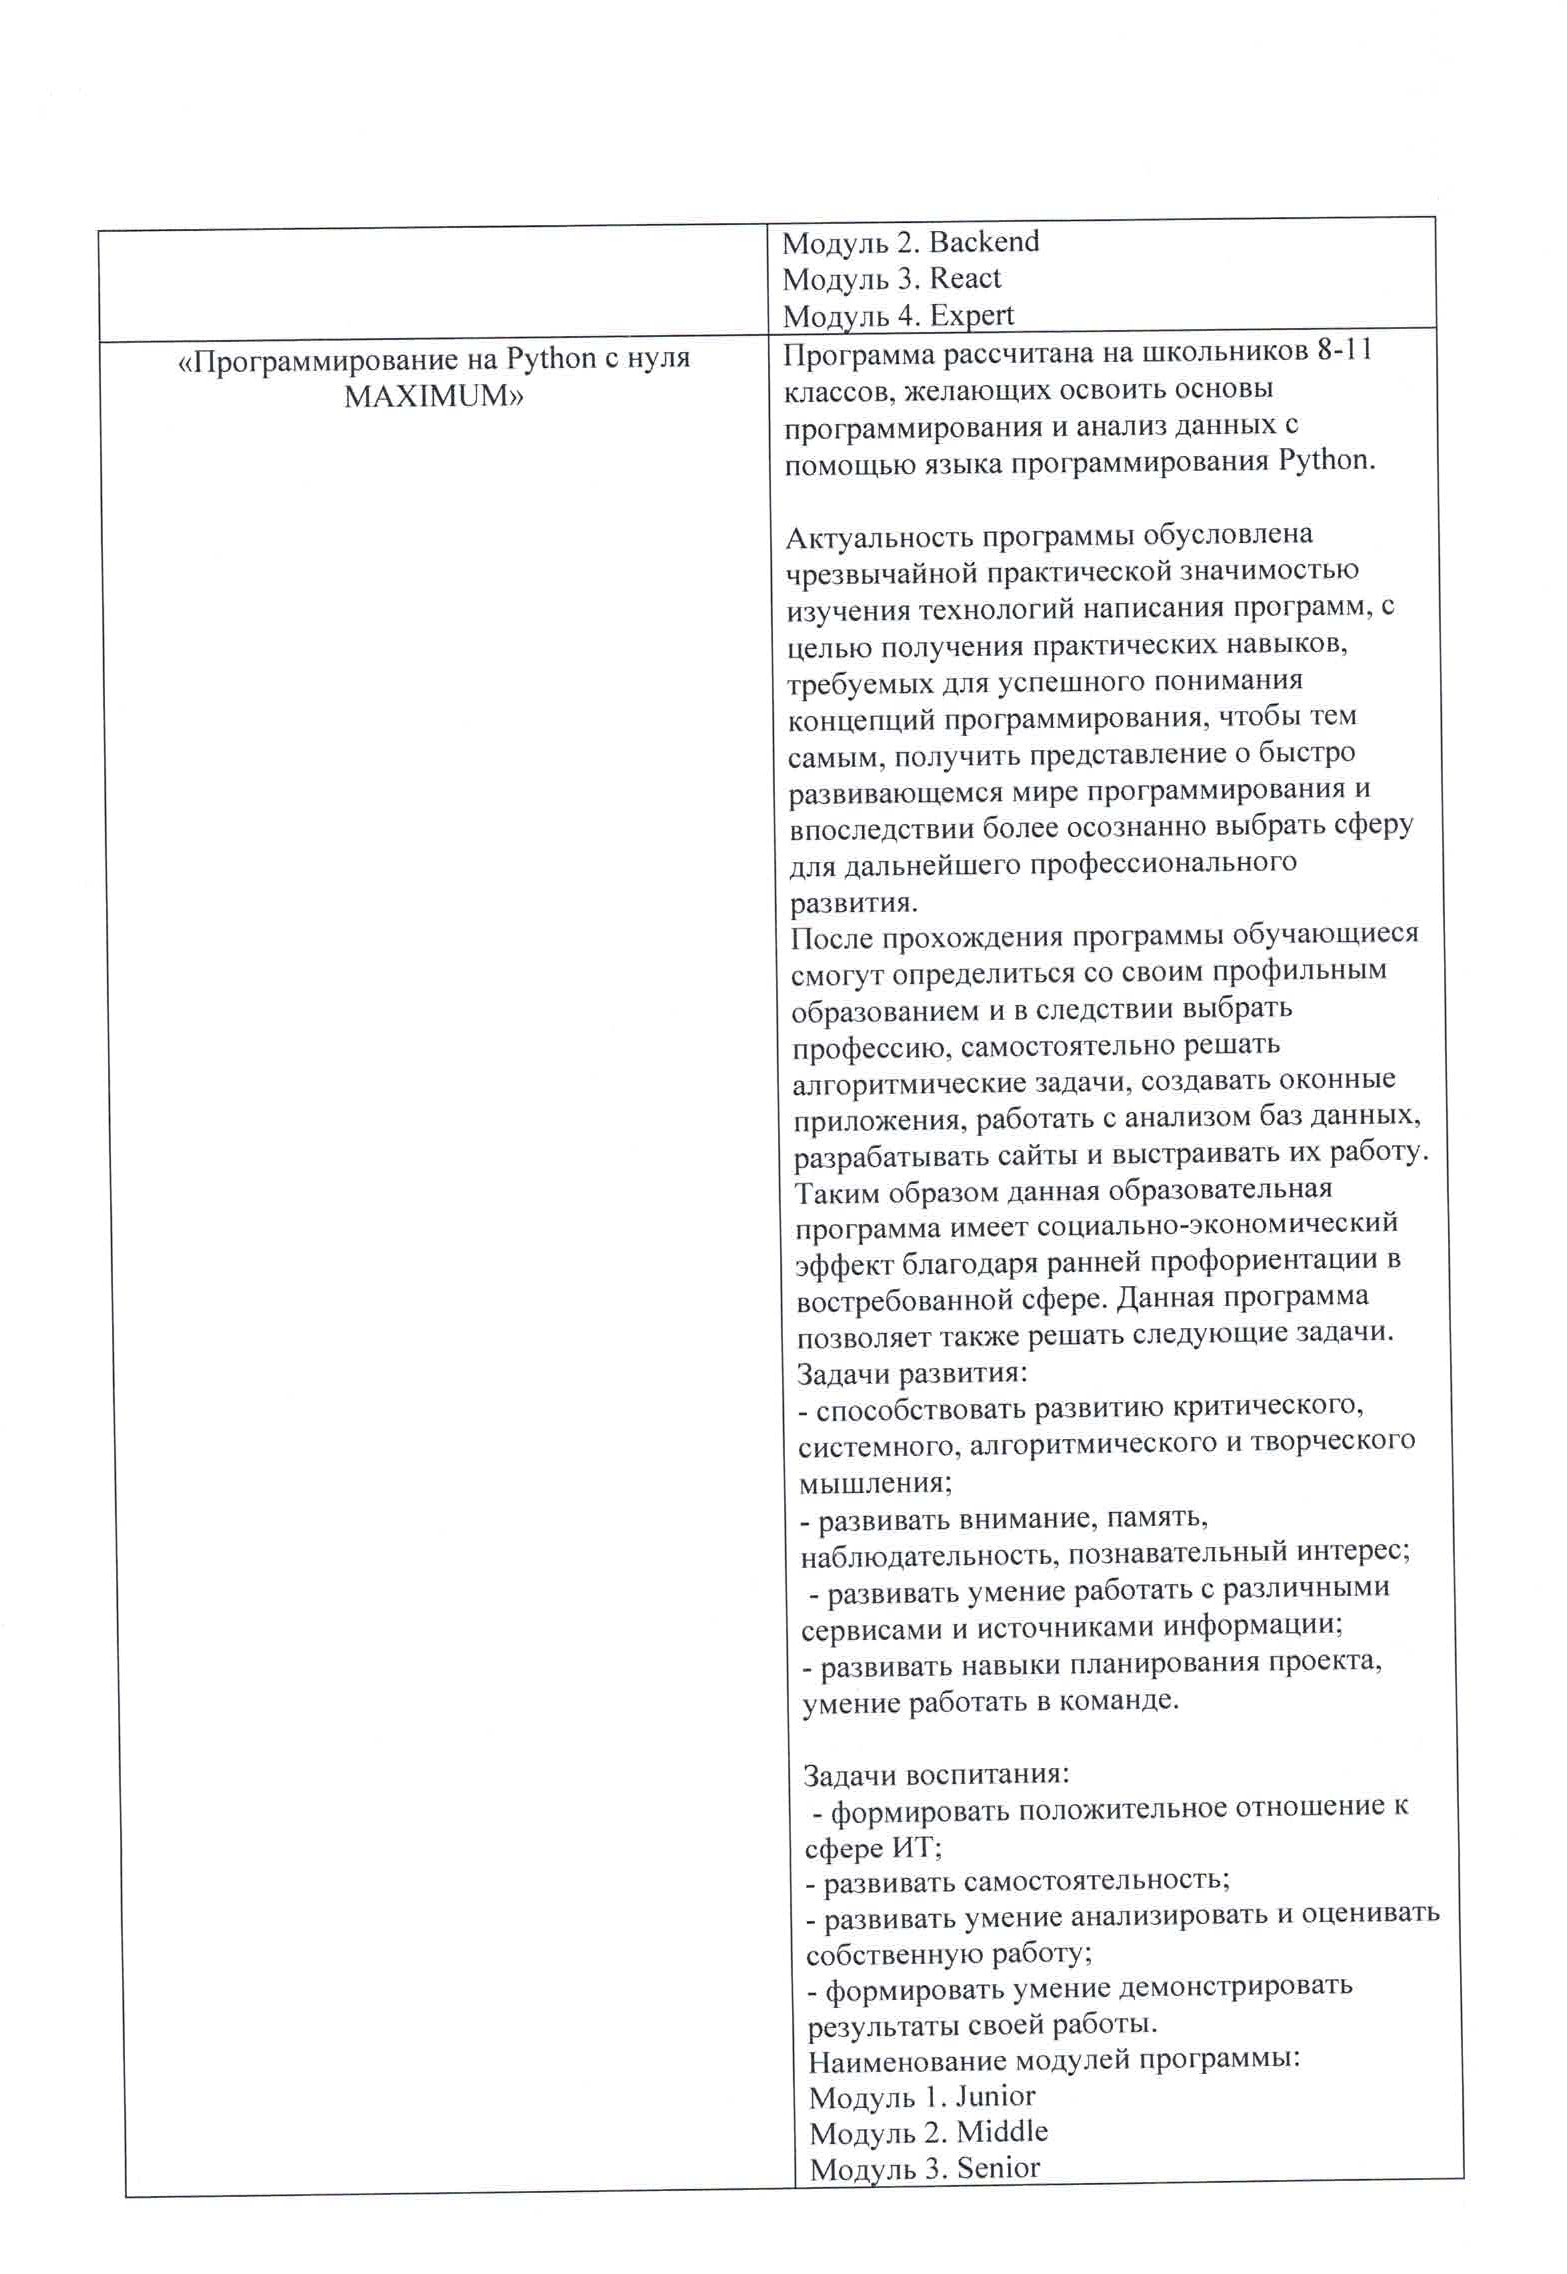 Модуль 2. Backend
Модуль 3. React
Модуль 4. Expert
«Программирование на Python с нуля
MAXIMUM»
Программа рассчитана на школьников 8-11
классов, желающих освоить основы
программирования и анализ данных с
помощью языка программирования Python.
Актуальность программы обусловлена
чрезвычайной практической значимостью
изучения технологий написания программ, с
целью получения практических навыков,
требуемых для успешного понимания
концепций программирования, чтобы тем
самым, получить представление о быстро
развивающемся мире программирования и
впоследствии более осознанно выбрать сферу
для дальнейшего профессионального
развития.
После прохождения программы обучающиеся
смогут определиться со своим профильным
образованием и в следствии выбрать
профессию, самостоятельно решать
алгоритмические задачи, создавать оконные
приложения, работать с анализом баз данных,
разрабатывать сайты и выстраивать их работу.
Таким образом данная образовательная
программа имеет социально-экономический
эффект благодаря ранней профориентации в
востребованной сфере. Данная программа
позволяет также решать следующие задачи.
Задачи развития:
- способствовать развитию критического,
системного, алгоритмического и творческого
мышления;
- развивать внимание, память,
наблюдательность, познавательный интерес;
- развивать умение работать с различными
сервисами и источниками информации;
- развивать навыки планирования проекта,
умение работать в команде.
Задачи воспитания:
- формировать положительное отношение к
сфере ИТ;
- развивать самостоятельность;
- развивать умение анализировать и оценивать
собственную работу;
- формировать умение демонстрировать
результаты своей работы.
Наименование модулей программы:
Модуль 1. Junior
Модуль 2. Middle
Модуль 3. Senior